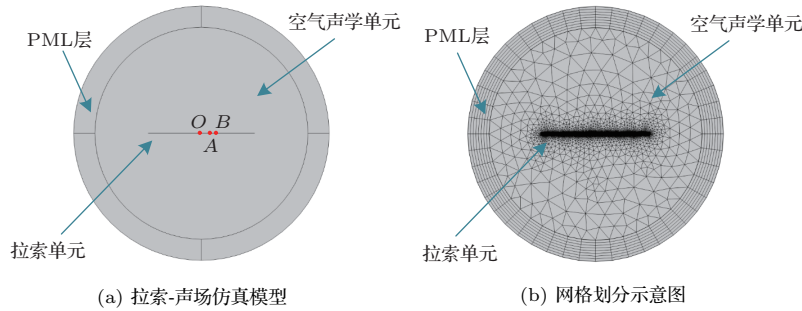 PML层
空气声学单元
O
B
A
拉索单元
(a) 拉索-声场仿真模型
PML层
空气声学单元
拉索单元
(b) 网格划分示意图